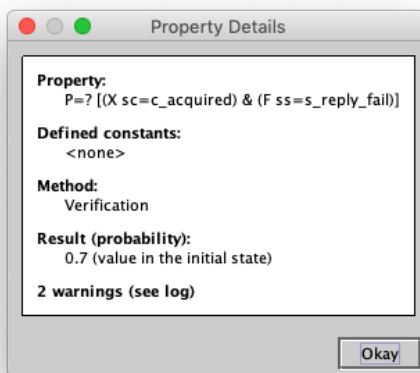 Property Details
Property:
P=? [(X sc=c_acquired) & (F ss=s_reply_fail)]
Defined constants:
<none>
Method:
Verification
Result (probability):
0.7 (value in the initial state)
2 warnings (see log)
Okay